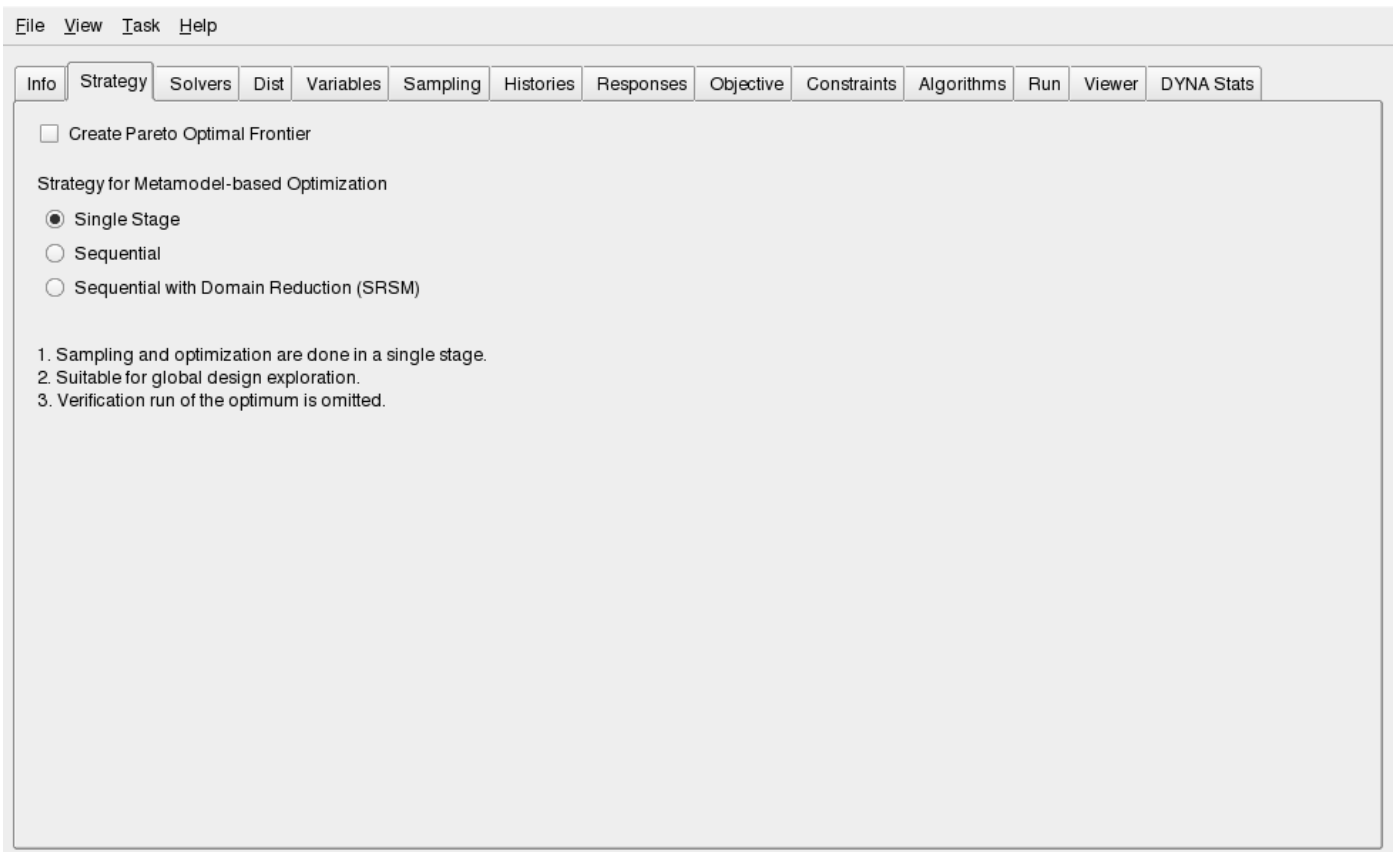 File View Task Help
Info Strategy Solvers Dist Variables Sampling Histories Responses Objective Constraints Algorithms Run Viewer DYNA Stats
Create Pareto Optimal Frontier
Strategy for Metamodel-based Optimization
Single Stage
Sequential
Sequential with Domain Reduction (SRSM)
1. Sampling and optimization are done in a single stage.
2. Suitable for global design exploration.
3. Verification run of the optimum is omitted.